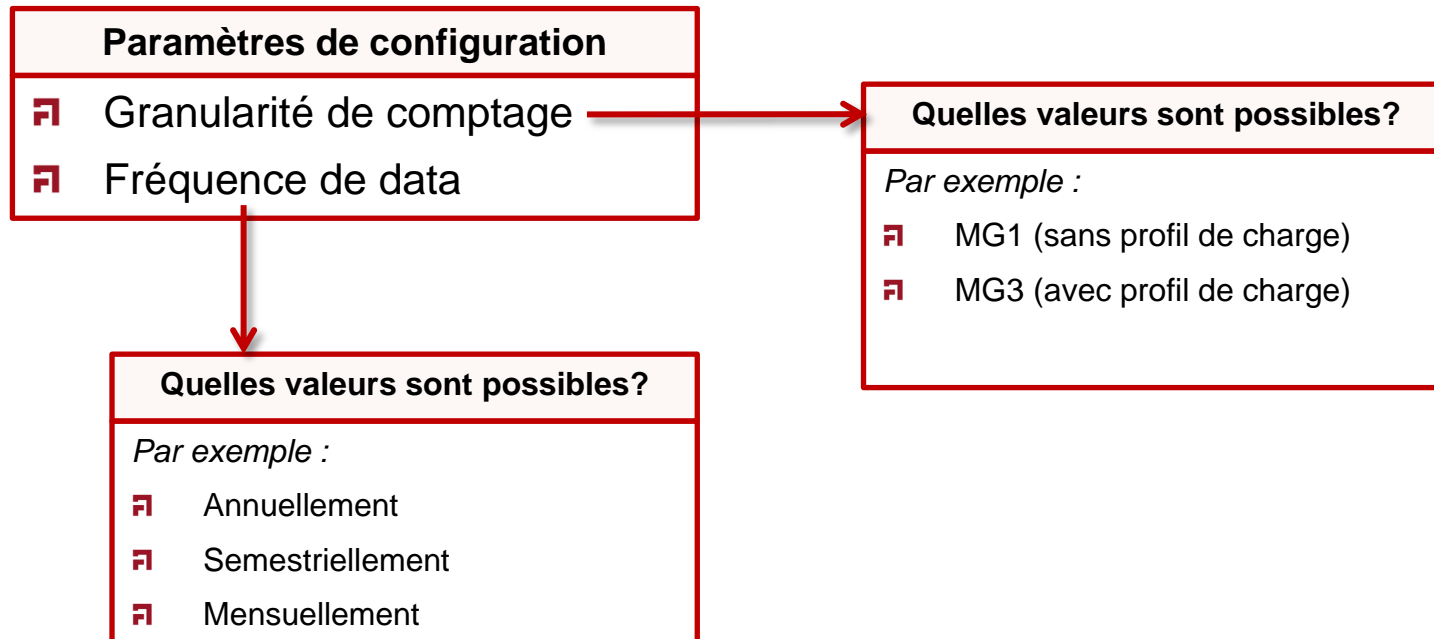 Paramètres de configuration
Granularité de comptage
Fréquence de data
Quelles valeurs sont possibles?
Par exemple :
MG1 (sans profil de charge)
MG3 (avec profil de charge)
Quelles valeurs sont possibles?
Par exemple :
Annuellement
Semestriellement
Mensuellement